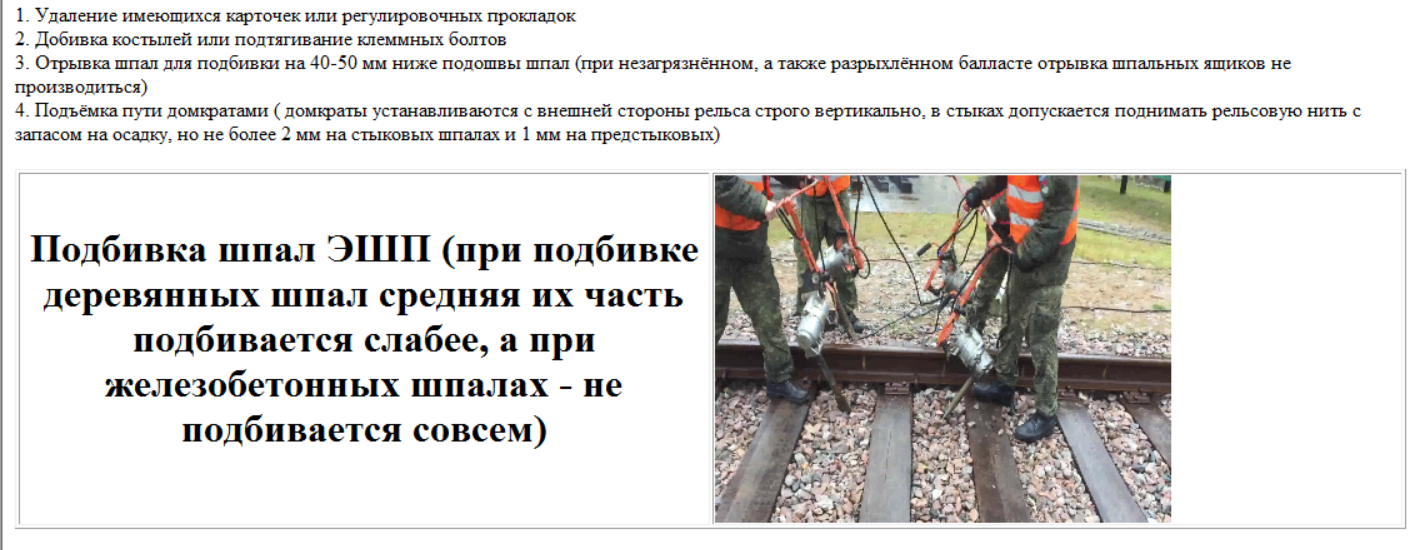 1. Удаление имеющихся карточек или регулировочных прокладок
2. Добивка костылей или подтягивание клеммных болтов
3. Отрывка шпал для подбивки на 40-50 мм ниже подошвы шпал (при незагрязнённом, а также разрыхлённом балласте отрывка шпальных ящиков не
производиться)
4. Подъёмка пути домкратами ( домкраты устанавливаются с внешней стороны рельса строго вертикально, в стыках допускается поднимать рельсовую нить с
запасом на осадку, но не более 2 мм на стыковых шпалах и 1 мм на предстыковых)
Подбивка шпал ЭШП (при подбивке
деревянных шпал средняя их часть
подбивается слабее, а при
железобетонных шпалах - не
подбивается совсем)